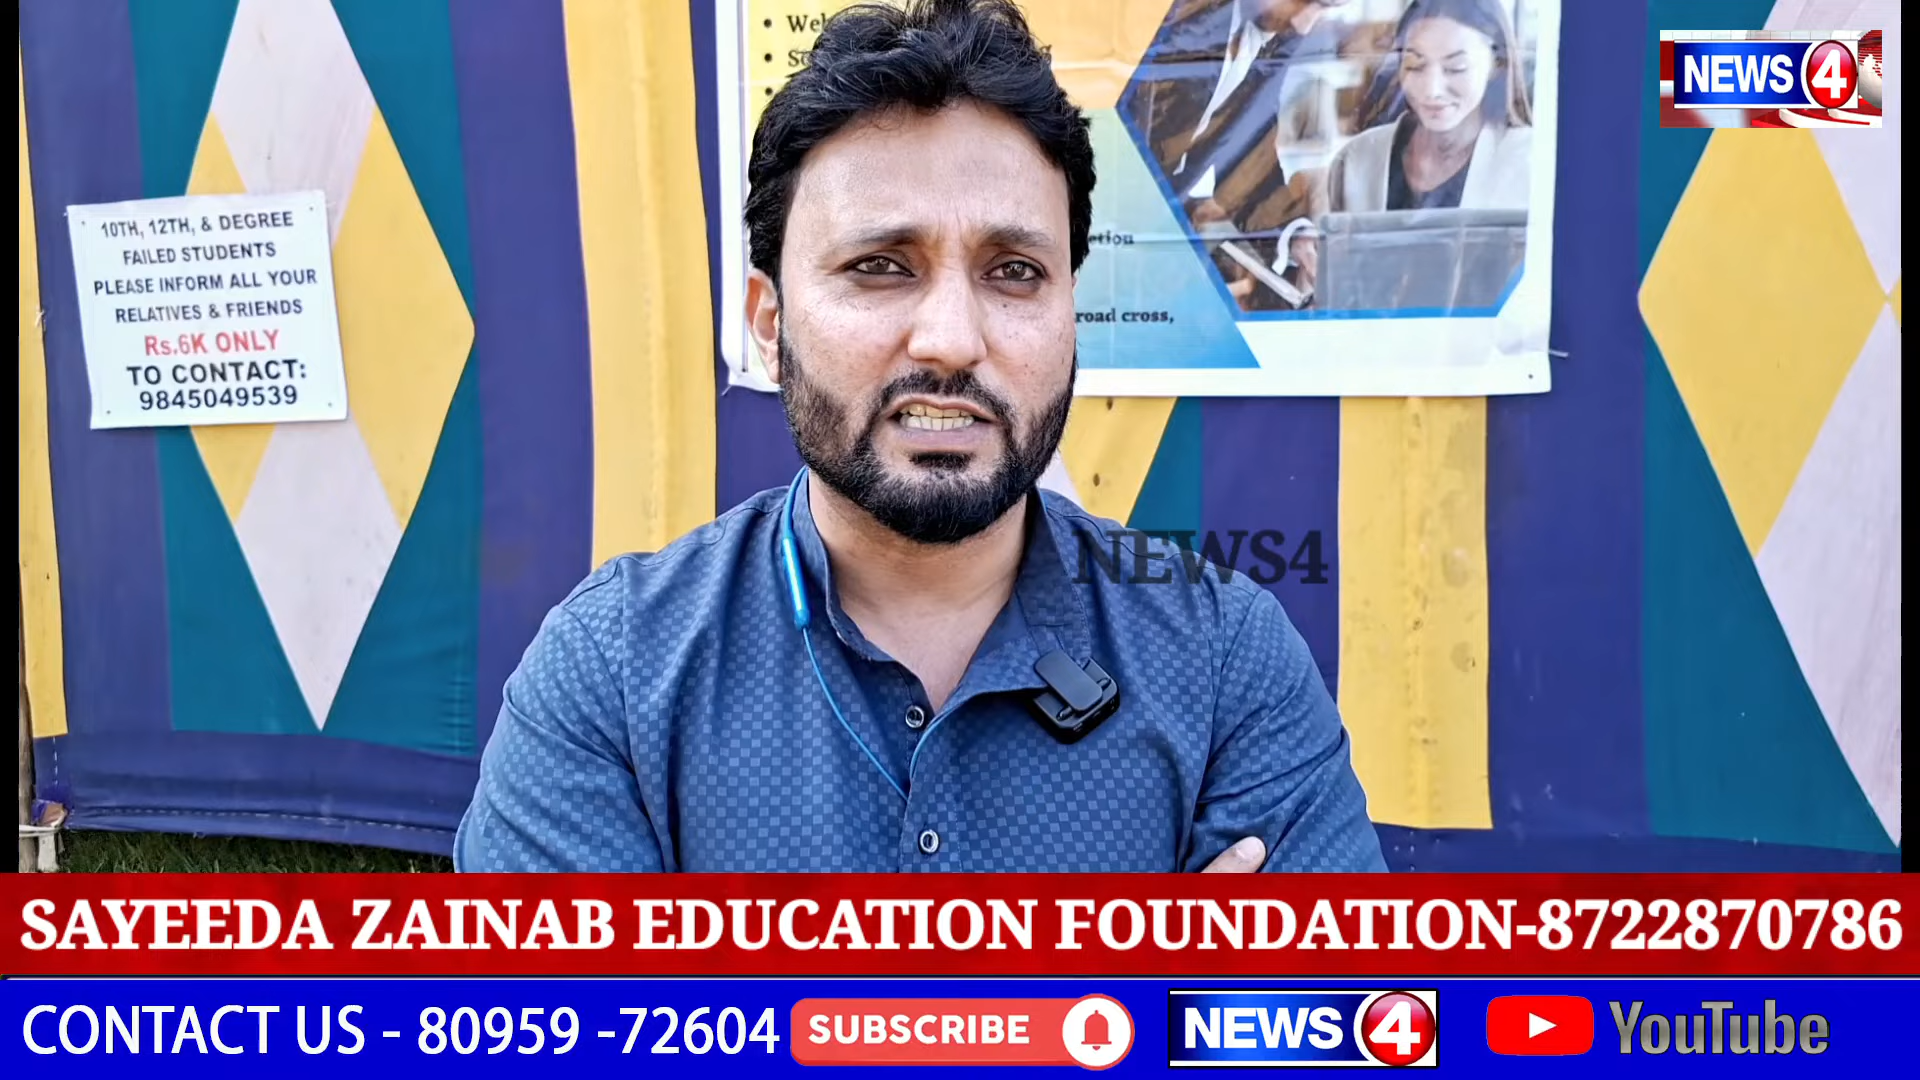 NEWS 4
10TH, 12TH, & DEGREE
FAILED STUDENTS
PLEASE INFORM ALL YOUR
RELATIVES & FRIENDS
Rs.6K ONLY
TO CONTACT:
9845049539
road cross,
NEWS4
SAYEEDA ZAINAB EDUCATION FOUNDATION-8722870786
CONTACT US - 80959 -72604
SUBSCRIBE
NEWS 4
YouTube